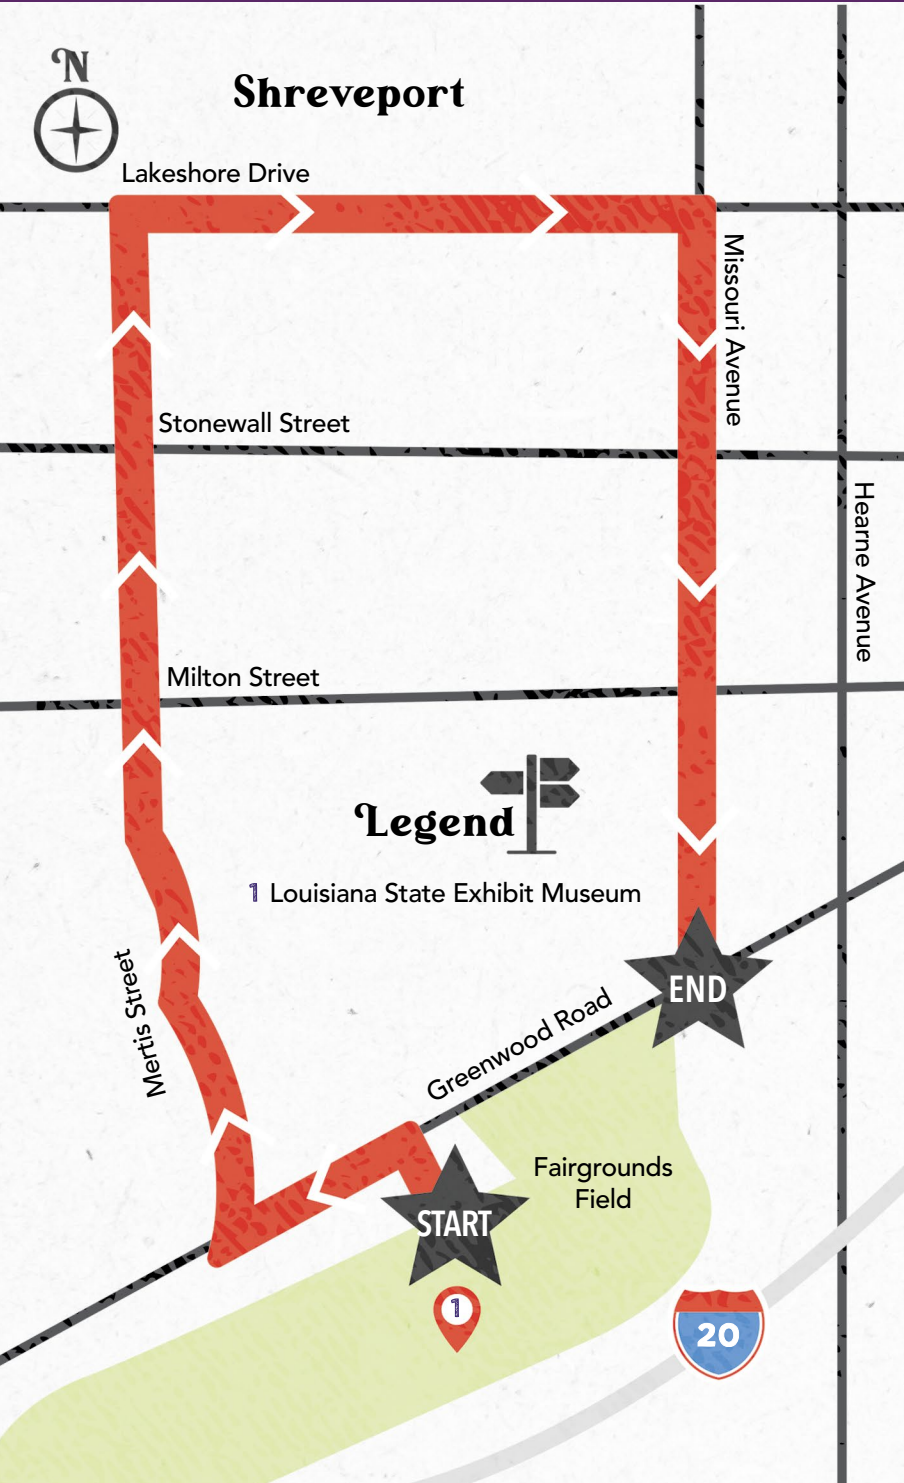 N
Shreveport
Lakeshore Drive
Missouri Avenue
Stonewall Street
Hearne Avenue
Milton Street
Legend
1 Louisiana State Exhibit Museum
Mertis Street
END
Greenwood Road
Fairgrounds
Field
START
1
20